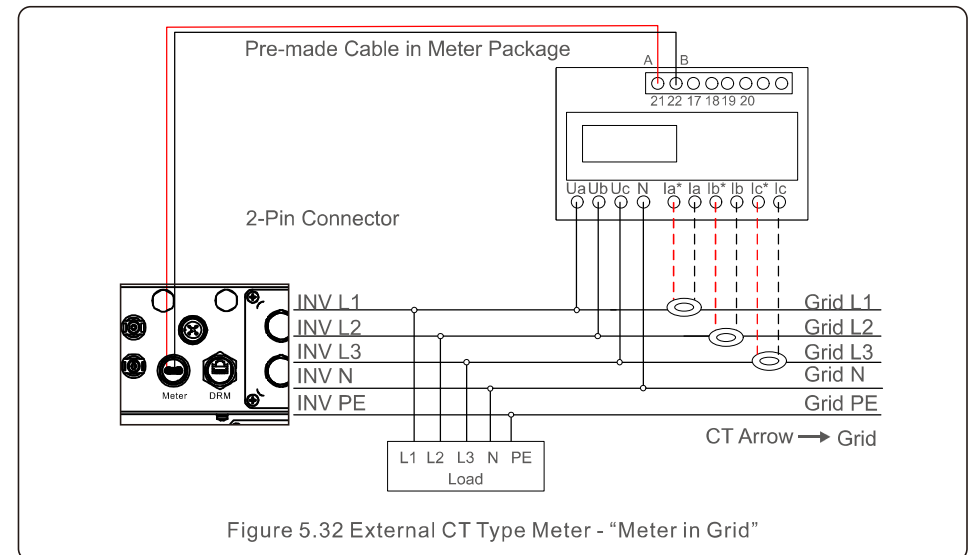 Pre-made Cable in Meter Package
A B
21 22 17 18 19 20
Ua Ub Uc N Ia* Ia Ib* Ib Ic* Ic
2-Pin Connector
INV L1 Grid L1
INV L2 Grid L2
INV L3 Grid L3
INV N Grid N
INV PE Grid PE
Meter DRM
CT Arrow → Grid
L1 L2 L3 N PE
Load
Figure 5.32 External CT Type Meter - “Meter in Grid”